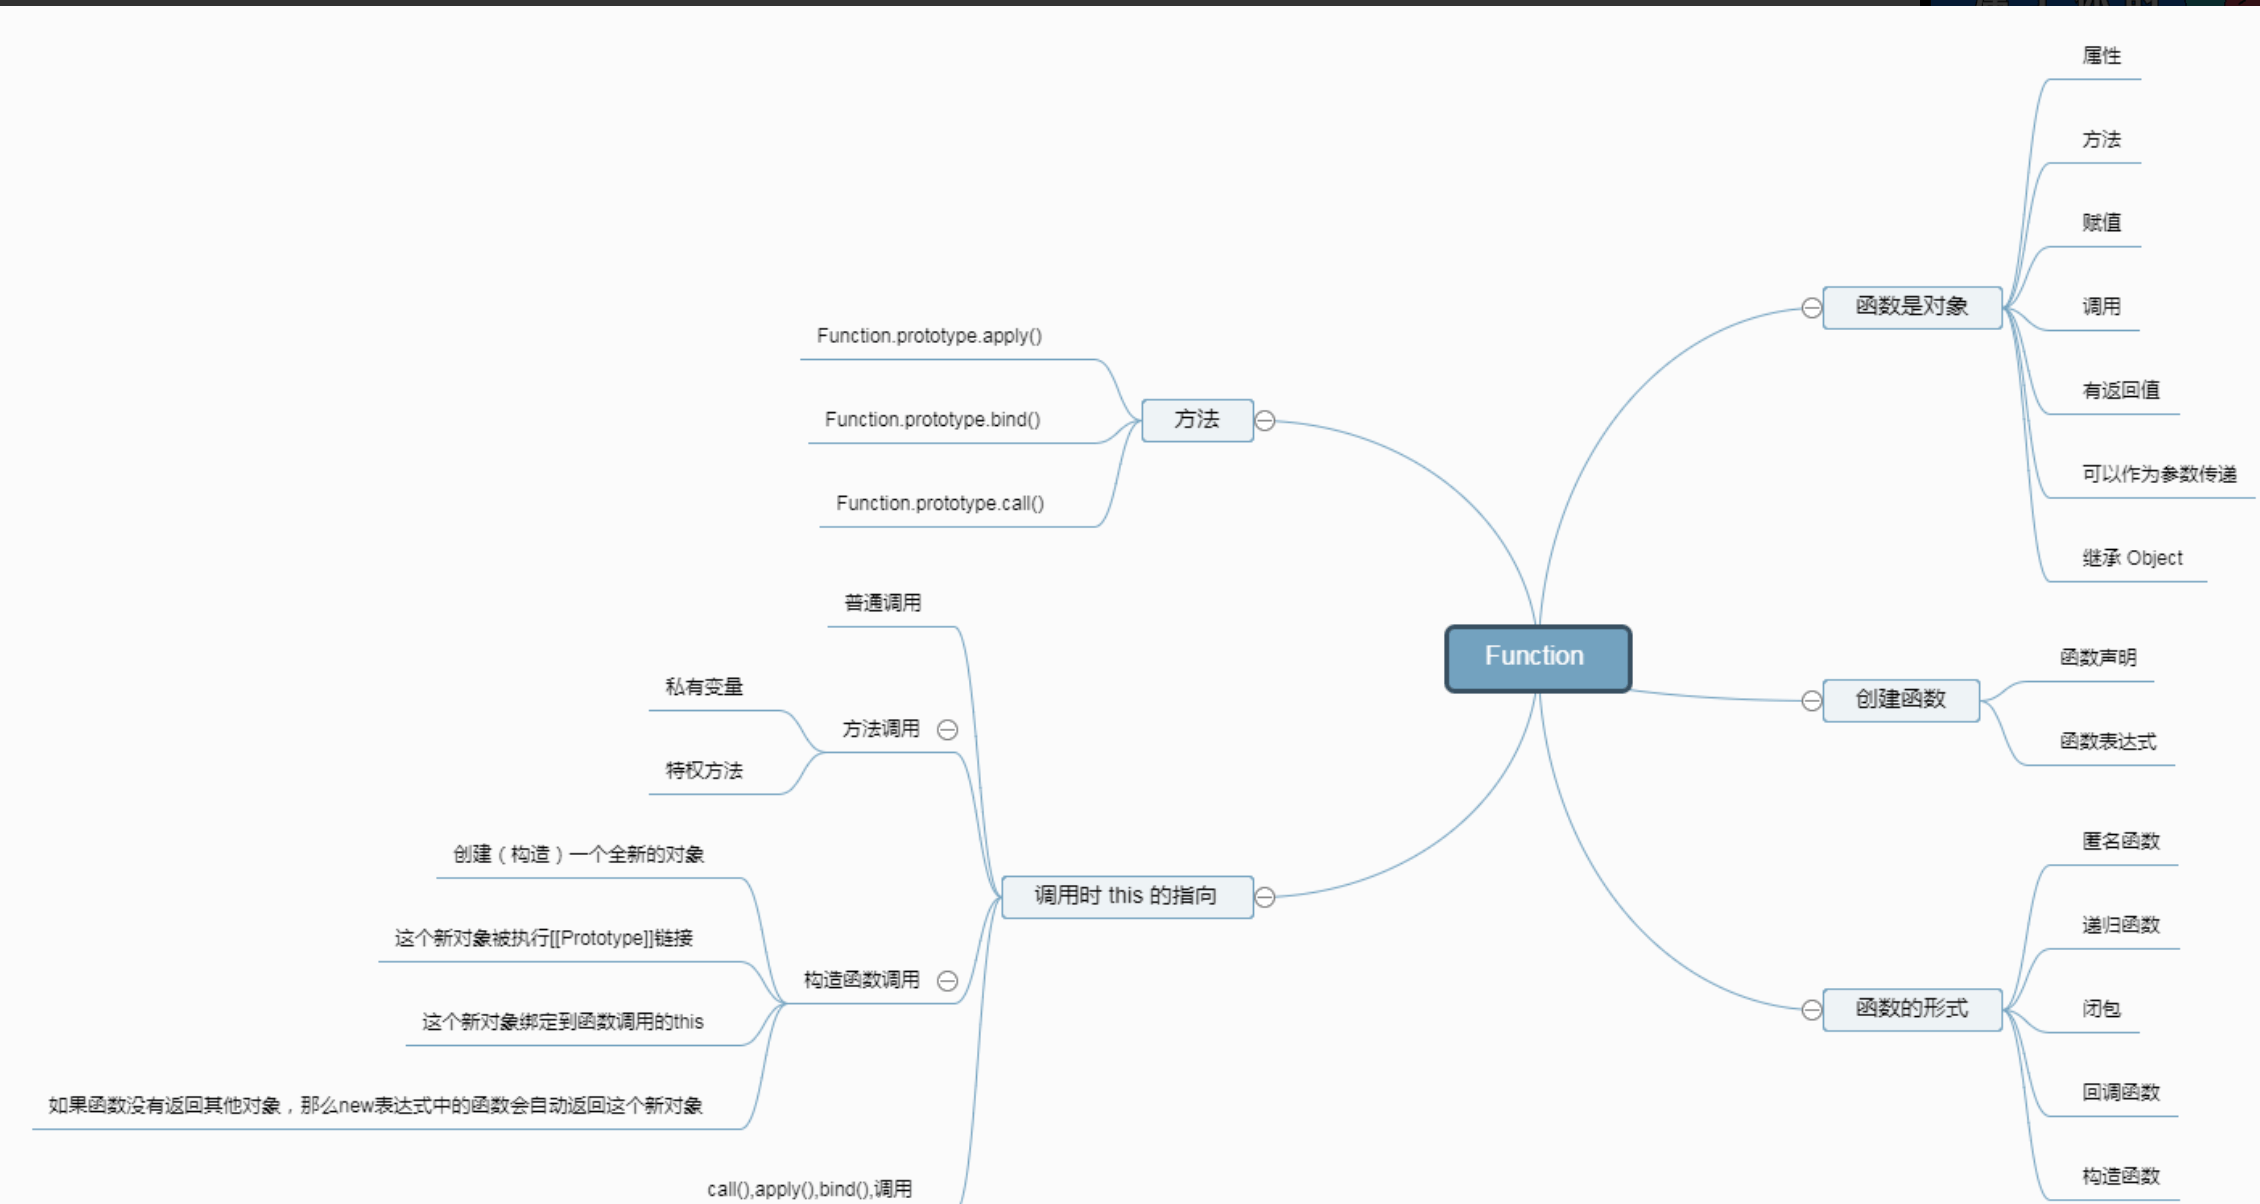 Function
函数是对象
属性
方法
赋值
调用
有返回值
可以作为参数传递
继承 Object
创建函数
函数声明
函数表达式
函数的形式
匿名函数
递归函数
闭包
回调函数
构造函数
方法
Function.prototype.apply()
Function.prototype.bind()
Function.prototype.call()
调用时 this 的指向
普通调用
方法调用
私有变量
特权方法
构造函数调用
创建（构造）一个全新的对象
这个新对象被执行[[Prototype]]链接
这个新对象绑定到函数调用的this
如果函数没有返回其他对象，那么new表达式中的函数会自动返回这个新对象
call(),apply(),bind(),调用